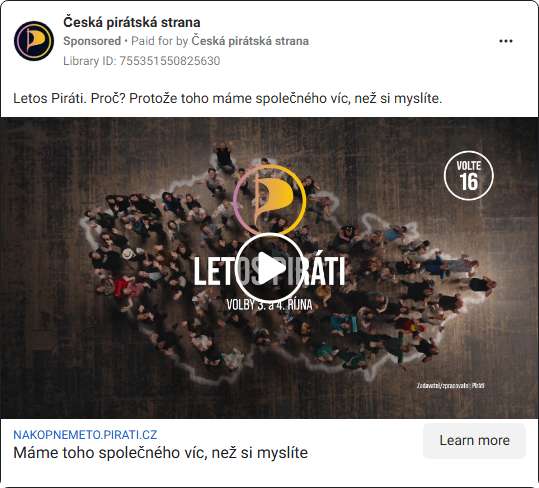 Česká pirátská strana
Sponsored • Paid for by Česká pirátská strana
Library ID: 755351550825630
Letos Piráti. Proč? Protože toho máme společného víc, než si myslíte.
VOLTE
16
LETOS PIRÁTI
VOLBY 3. a 4. ŘÍJNA
Zadavatel/zpracovatel: Piráti
NAKOPNEMETO.PIRATI.CZ
Máme toho společného víc, než si myslíte
Learn more